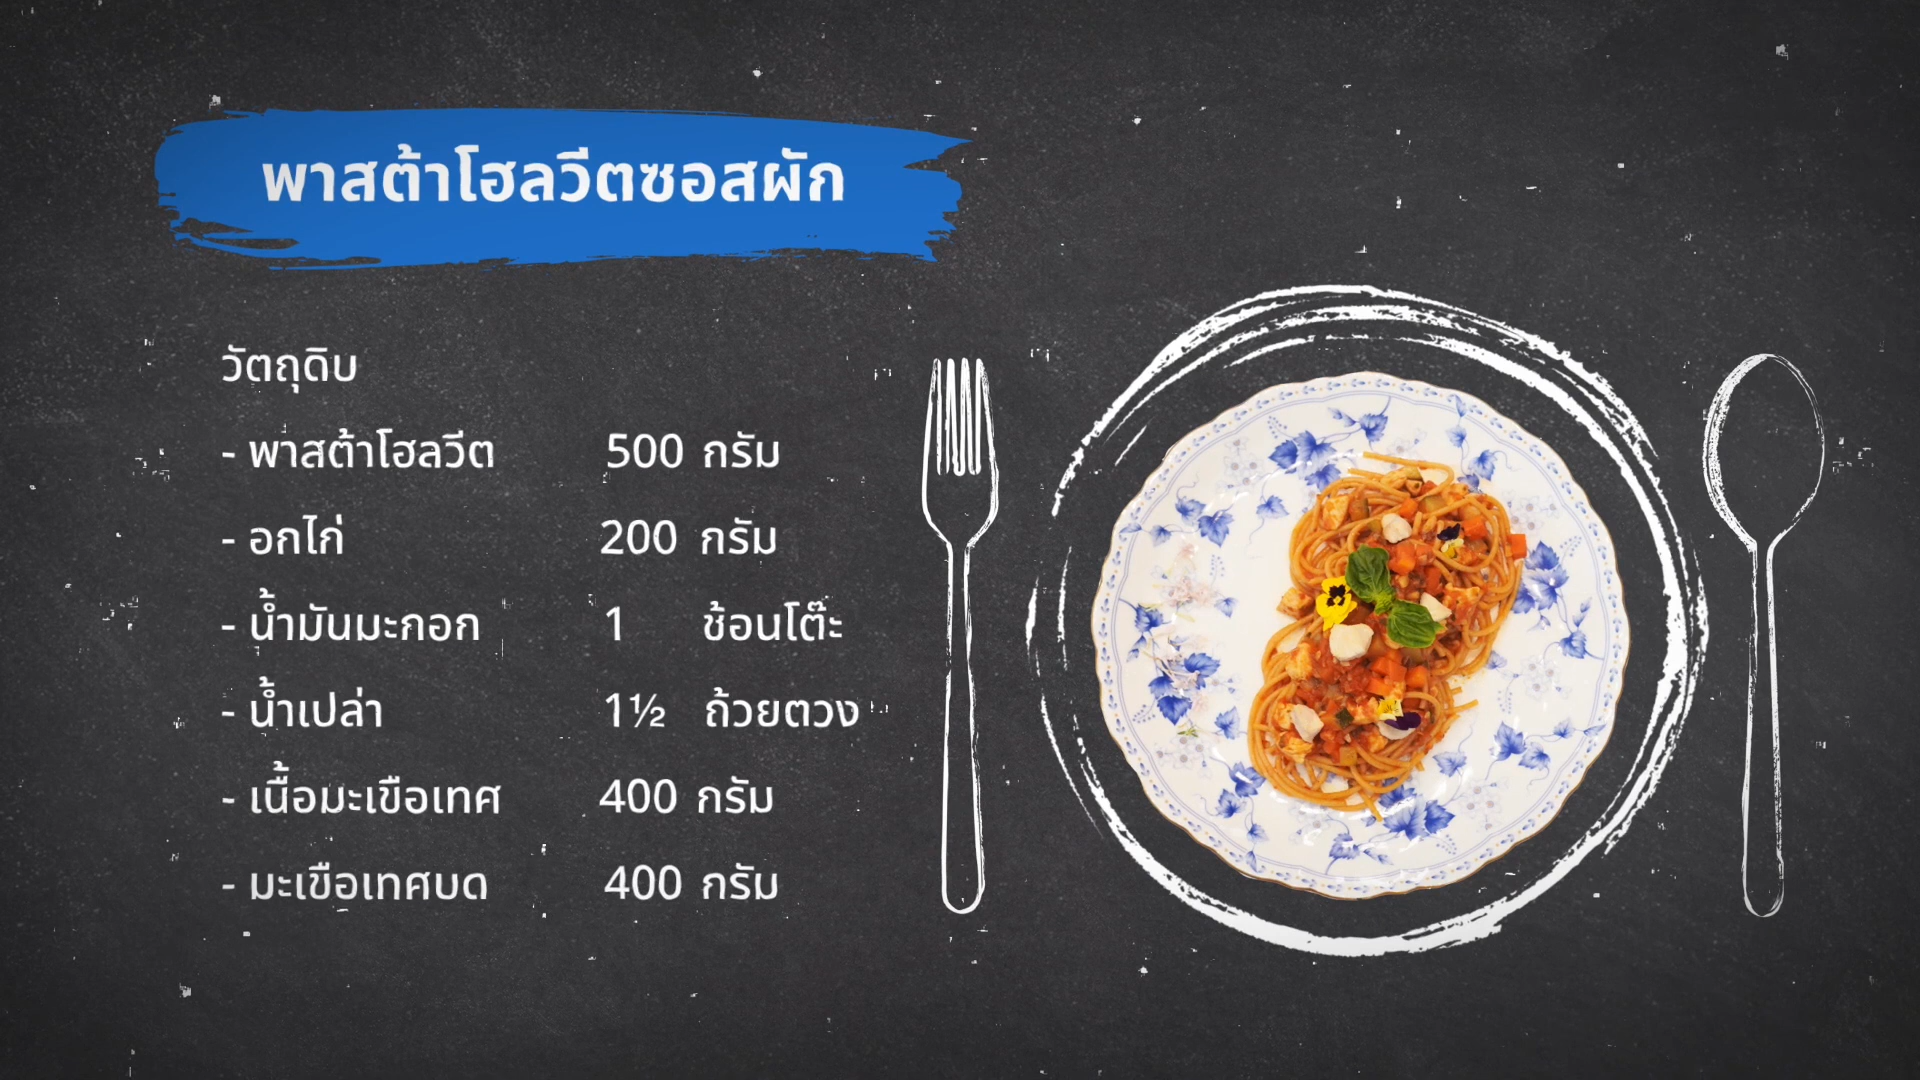 พาสต้าโฮลวีตซอสผัก
วัตถุดิบ
- พาสต้าโฮลวีต 500 กรัม
- อกไก่ 200 กรัม
- น้ำมันมะกอก 1 ช้อนโต๊ะ
- น้ำเปล่า 1½ ถ้วยตวง
- เนื้อมะเขือเทศ 400 กรัม
- มะเขือเทศบด 400 กรัม